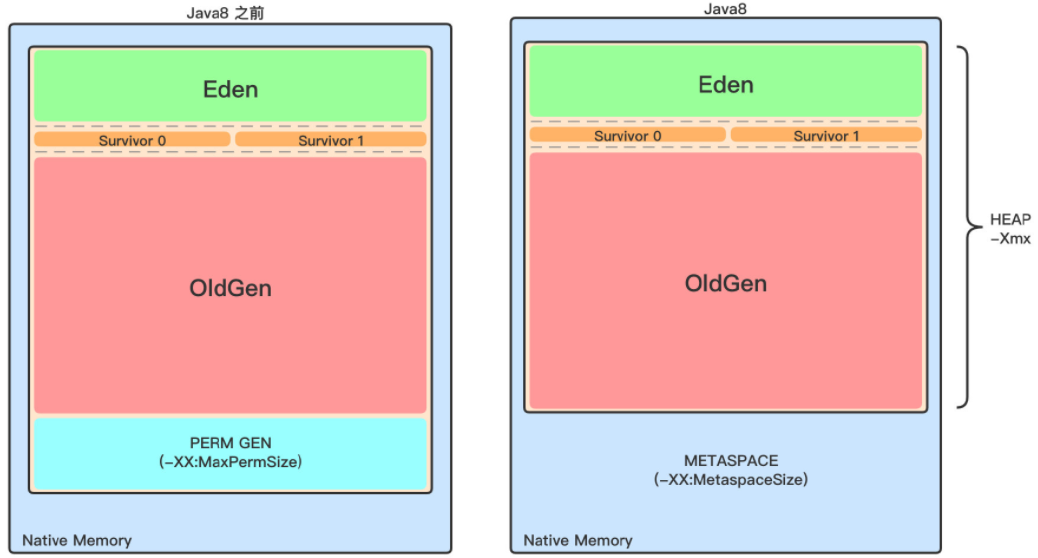 Java8 之前
Eden
Survivor 0
Survivor 1
OldGen
PERM GEN
(-XX:MaxPermSize)
Native Memory
Java8
Eden
Survivor 0
Survivor 1
OldGen
METASPACE
(-XX:MetaspaceSize)
Native Memory
HEAP
-Xmx